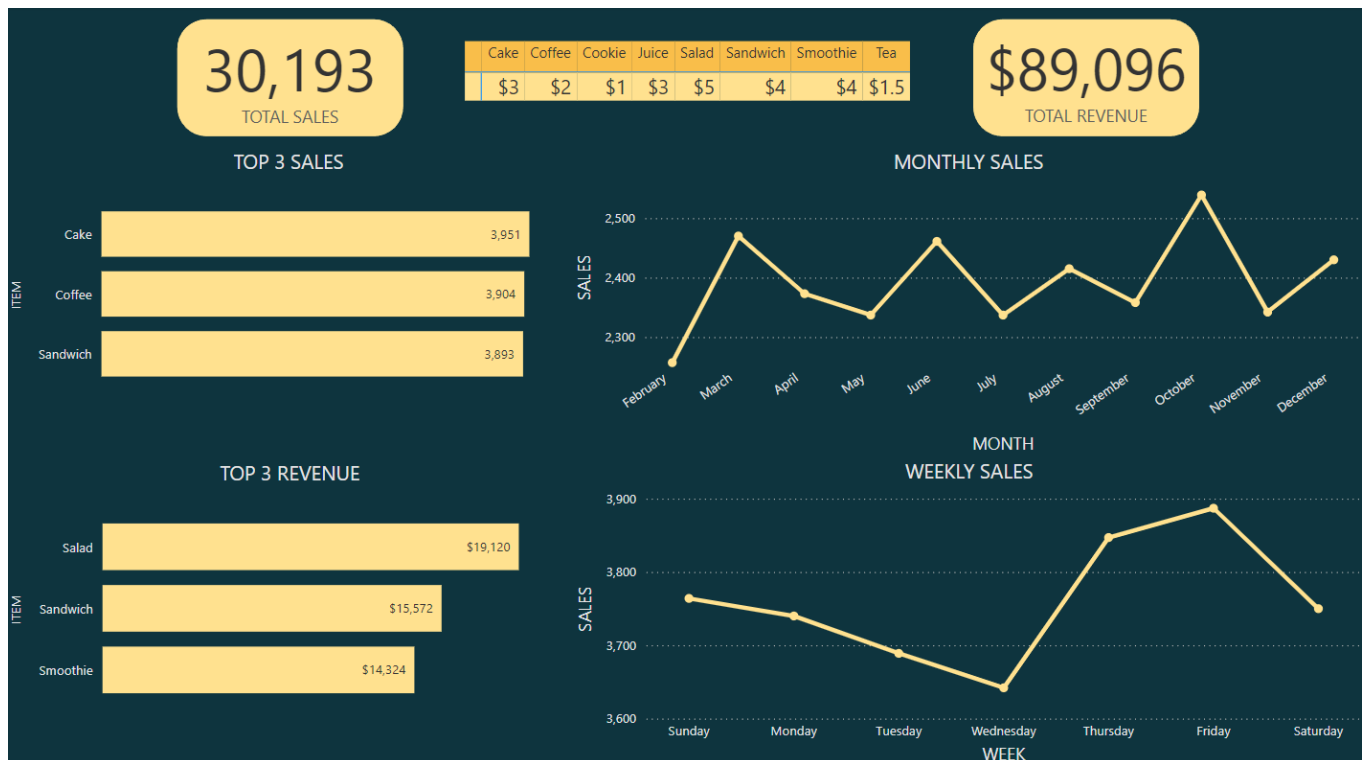 30,193
TOTAL SALES
Cake Coffee Cookie Juice Salad Sandwich Smoothie Tea
$3 $2 $1 $3 $5 $4 $4 $1.5
$89,096
TOTAL REVENUE
TOP 3 SALES
ITEM
Cake 3,951
Coffee 3,904
Sandwich 3,893
MONTHLY SALES
SALES
2,500
2,400
2,300
February March April May June July August September October November December
MONTH
TOP 3 REVENUE
ITEM
Salad $19,120
Sandwich $15,572
Smoothie $14,324
WEEKLY SALES
SALES
3,900
3,800
3,700
3,600
Sunday Monday Tuesday Wednesday Thursday Friday Saturday
WEEK